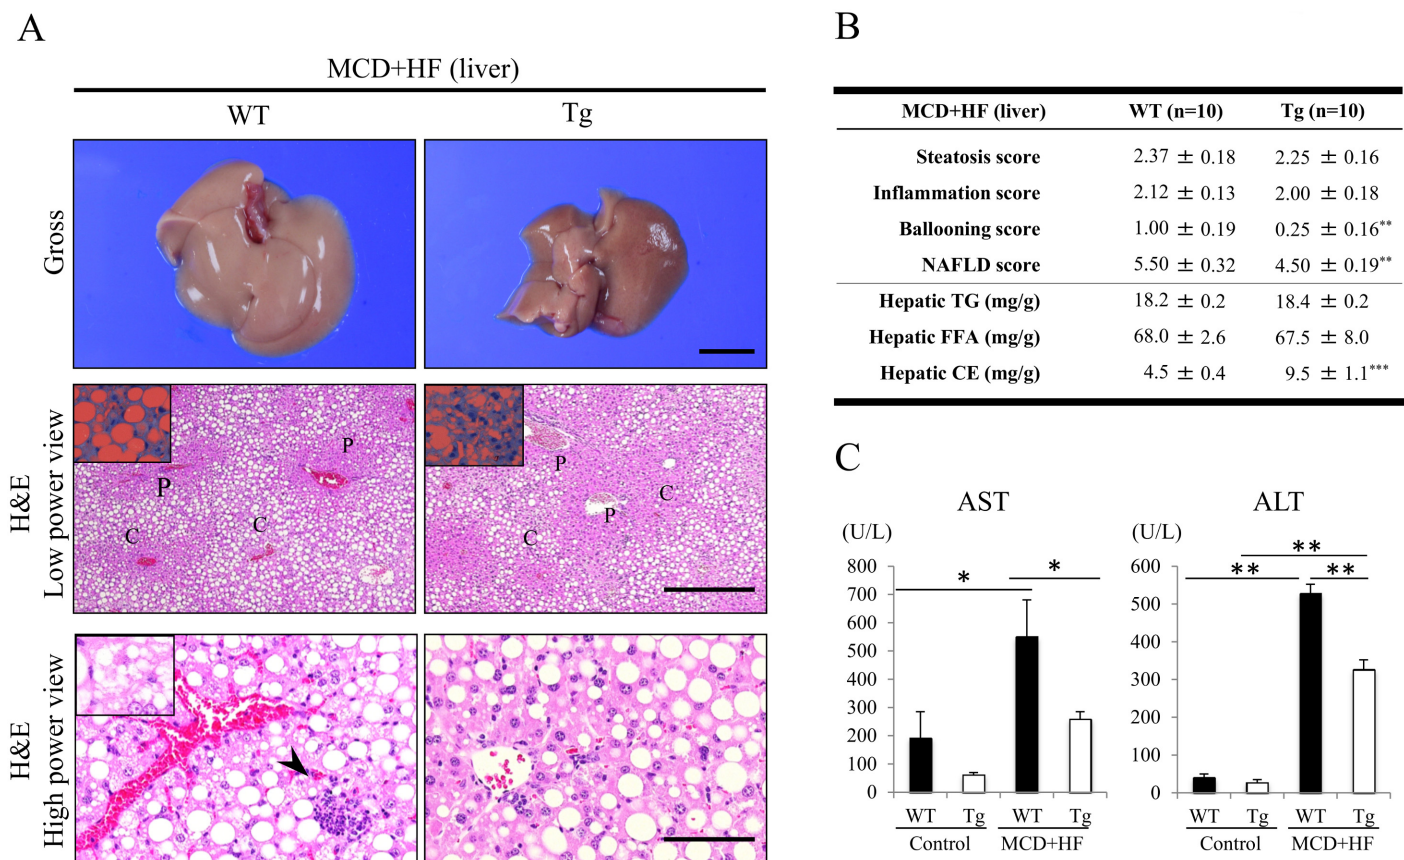 A
MCD+HF (liver)
WT
Tg
Gross
H&E
Low power view
P
P
C
C
P
P
C
C
H&E
High power view
B
MCD+HF (liver) WT (n=10) Tg (n=10)
Steatosis score 2.37 ± 0.18 2.25 ± 0.16
Inflammation score 2.12 ± 0.13 2.00 ± 0.18
Ballooning score 1.00 ± 0.19 0.25 ± 0.16**
NAFLD score 5.50 ± 0.32 4.50 ± 0.19**
Hepatic TG (mg/g) 18.2 ± 0.2 18.4 ± 0.2
Hepatic FFA (mg/g) 68.0 ± 2.6 67.5 ± 8.0
Hepatic CE (mg/g) 4.5 ± 0.4 9.5 ± 1.1***
C
AST
(U/L)
800
700
600
500
400
300
200
100
0
*
*
WT Tg WT Tg
Control MCD+HF
ALT
(U/L)
600
500
400
300
200
100
0
**
**
**
WT Tg WT Tg
Control MCD+HF